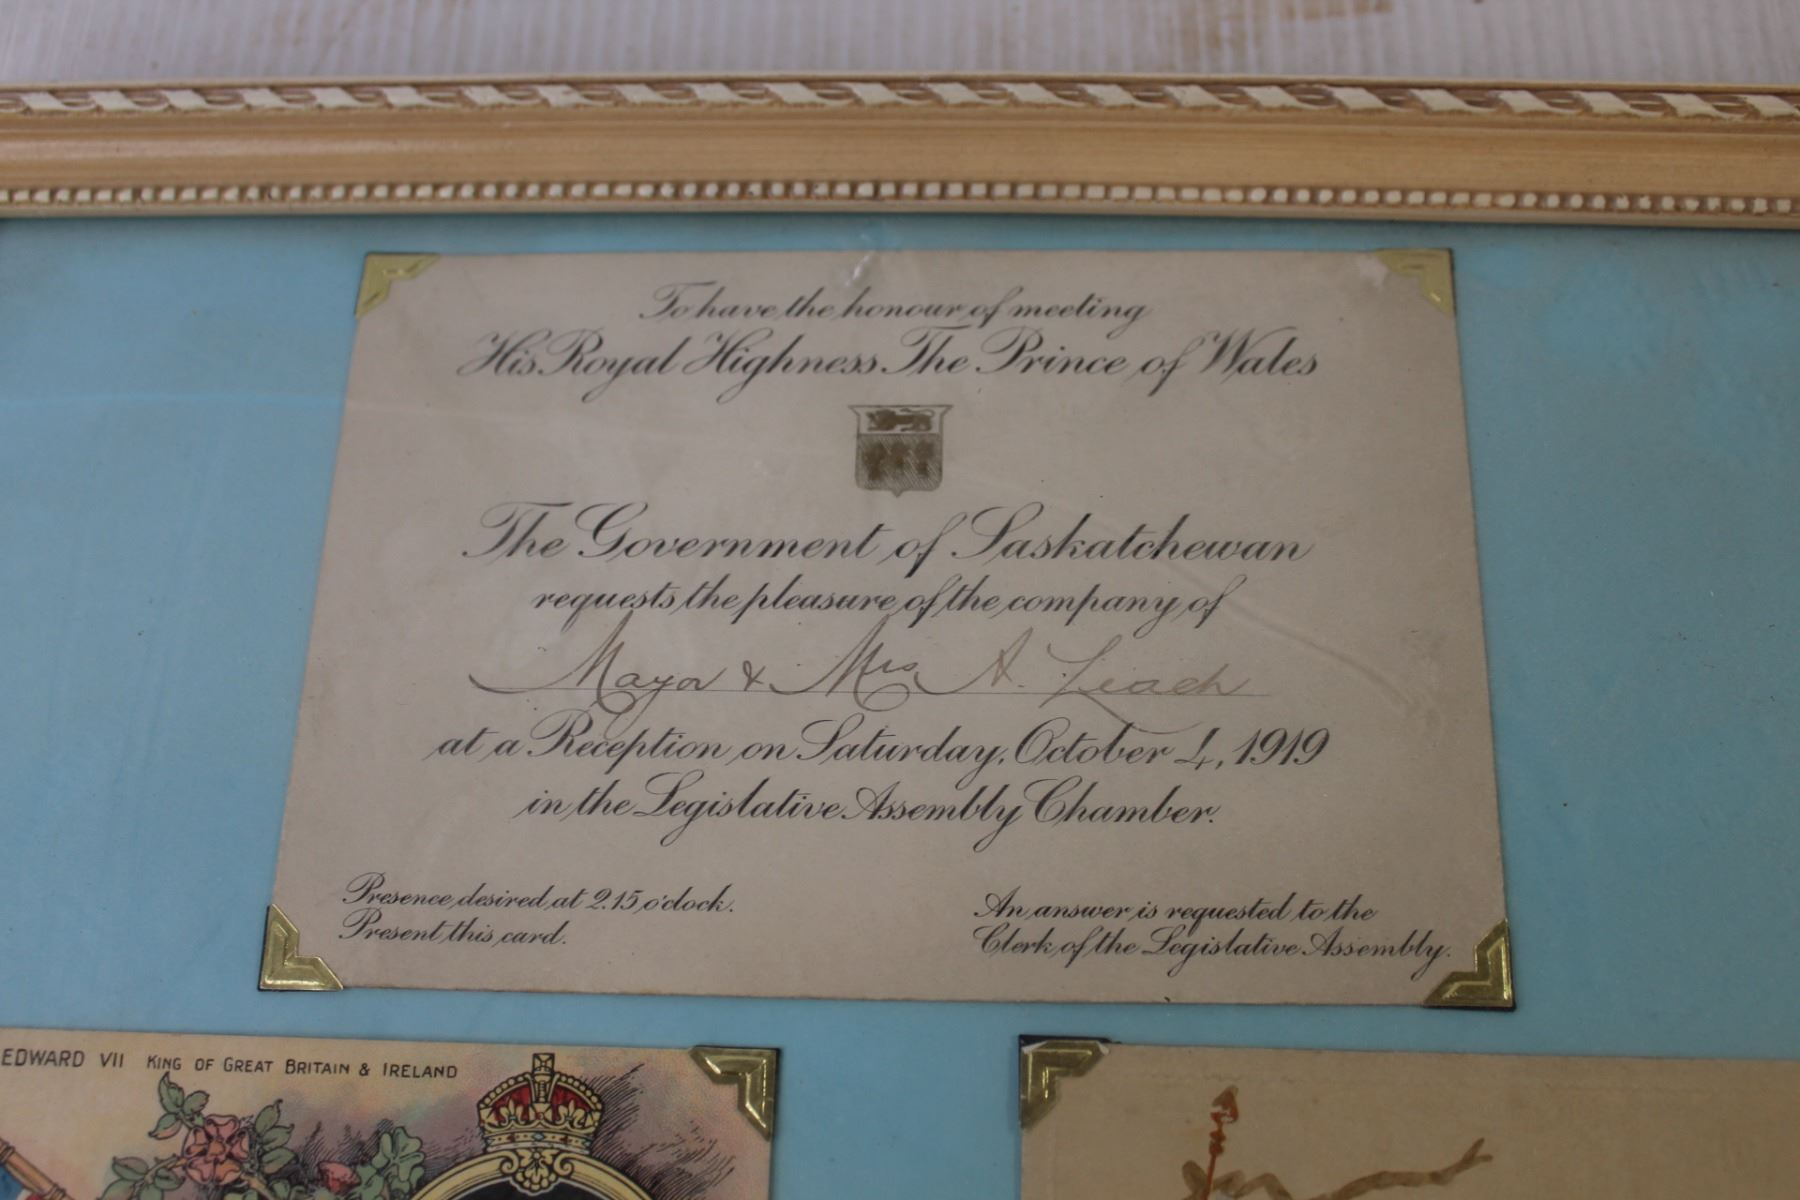 To have the honour of meeting
His Royal Highness The Prince of Wales
The Government of Saskatchewan
requests the pleasure of the company of
Mayor & Mrs A. Leach
at a Reception on Saturday, October 4, 1919
in the Legislative Assembly Chamber.
Presence desired at 2.15 o'clock.
Present this card.
An answer is requested to the
Clerk of the Legislative Assembly.
EDWARD VII KING OF GREAT BRITAIN & IRELAND